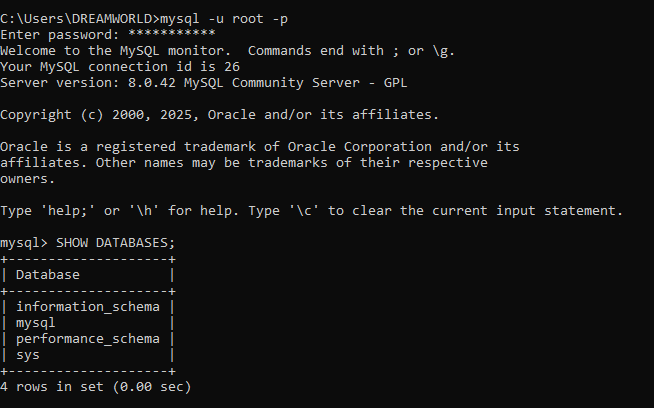 C:\Users\DREAMWORLD>mysql -u root -p
Enter password: ***********
Welcome to the MySQL monitor.  Commands end with ; or \g.
Your MySQL connection id is 26
Server version: 8.0.42 MySQL Community Server - GPL

Copyright (c) 2000, 2025, Oracle and/or its affiliates.

Oracle is a registered trademark of Oracle Corporation and/or its
affiliates. Other names may be trademarks of their respective
owners.

Type 'help;' or '\h' for help. Type '\c' to clear the current input statement.

mysql> SHOW DATABASES;
+--------------------+
| Database           |
+--------------------+
| information_schema |
| mysql              |
| performance_schema |
| sys                |
+--------------------+
4 rows in set (0.00 sec)